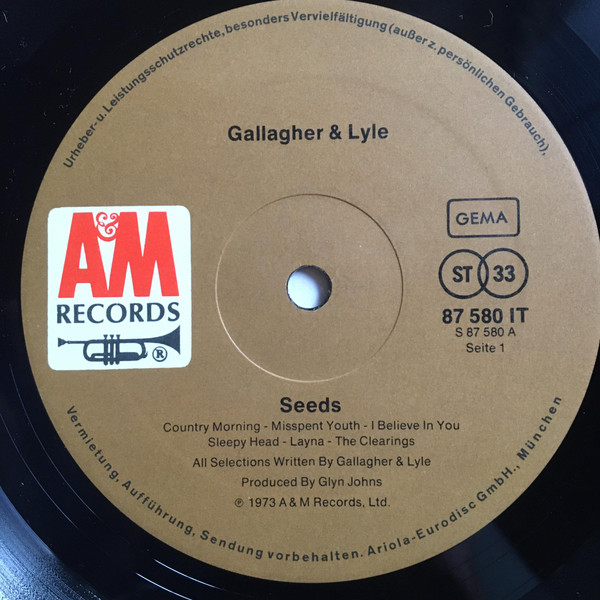 Urheber- u. Leistungsschutzrechte, besonders Vervielfältigung (außer z. persönlichen Gebrauch),
Gallagher & Lyle
A&M
RECORDS
®
GEMA
ST 33
87 580 IT
S 87 580 A
Seite 1
Seeds
Country Morning - Misspent Youth - I Believe In You
Sleepy Head - Layna - The Clearings
All Selections Written By Gallagher & Lyle
Produced By Glyn Johns
℗ 1973 A & M Records, Ltd.
Vermietung, Aufführung, Sendung vorbehalten. Ariola-Eurodisc GmbH., München